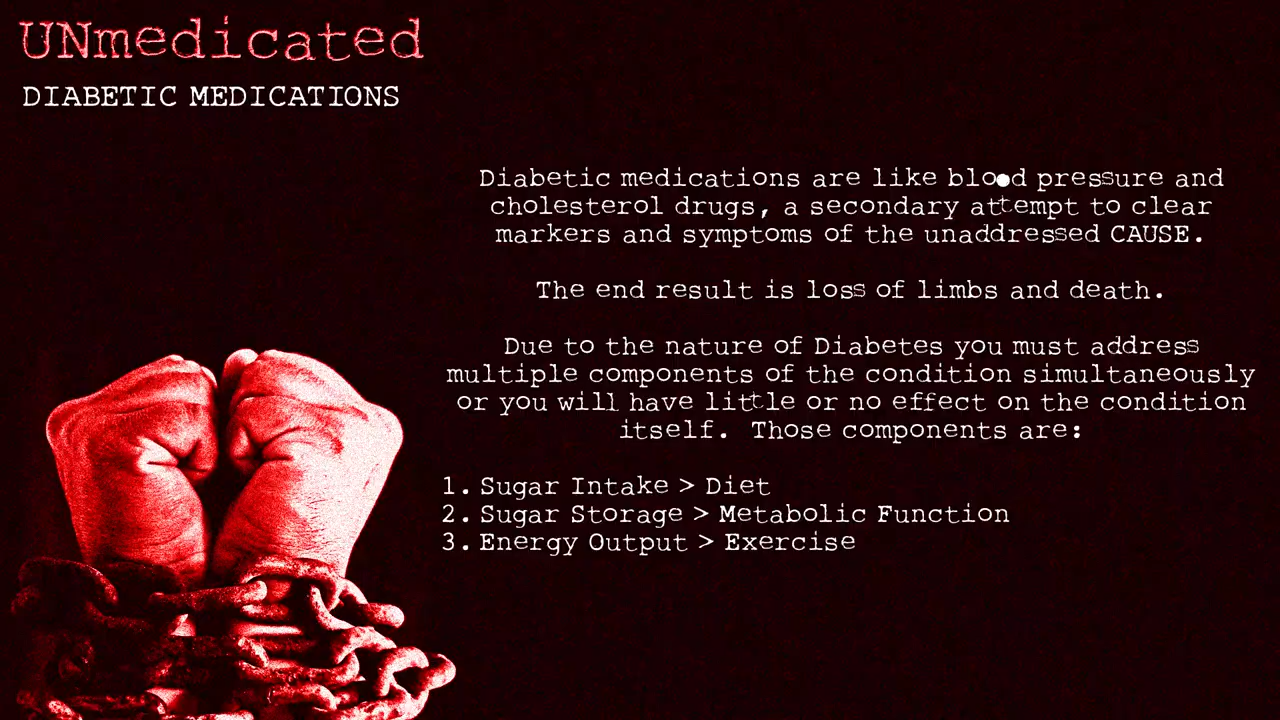 UNmedicated
DIABETIC MEDICATIONS
Diabetic medications are like blood pressure and
cholesterol drugs, a secondary attempt to clear
markers and symptoms of the unaddressed CAUSE.
The end result is loss of limbs and death.
Due to the nature of Diabetes you must address
multiple components of the condition simultaneously
or you will have little or no effect on the condition
itself. Those components are:
1. Sugar Intake > Diet
2. Sugar Storage > Metabolic Function
3. Energy Output > Exercise